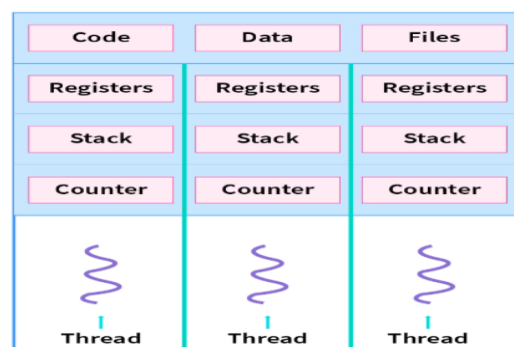 Code Data Files
Registers Registers Registers
Stack Stack Stack
Counter Counter Counter
Thread Thread Thread